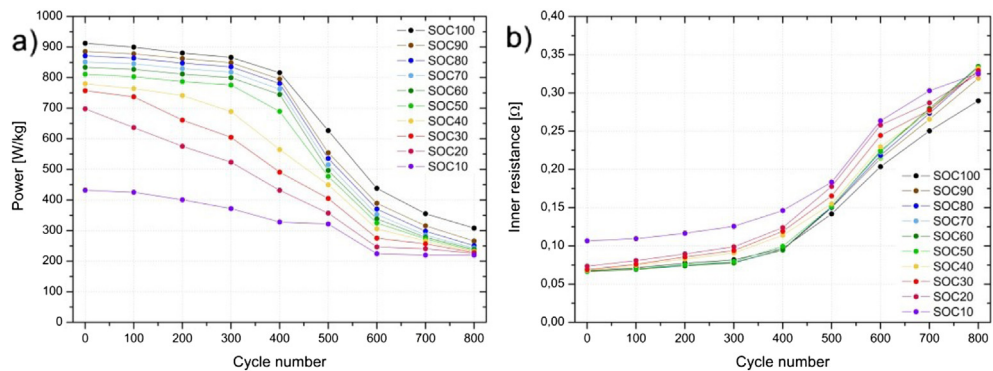 a)
1000
900
800
700
600
500
400
300
200
100
0
Power [W/kg]
0 100 200 300 400 500 600 700 800
Cycle number
SOC100
SOC90
SOC80
SOC70
SOC60
SOC50
SOC40
SOC30
SOC20
SOC10
b)
0,40
0,35
0,30
0,25
0,20
0,15
0,10
0,05
0,00
Inner resistance [Ω]
0 100 200 300 400 500 600 700 800
Cycle number
SOC100
SOC90
SOC80
SOC70
SOC60
SOC50
SOC40
SOC30
SOC20
SOC10